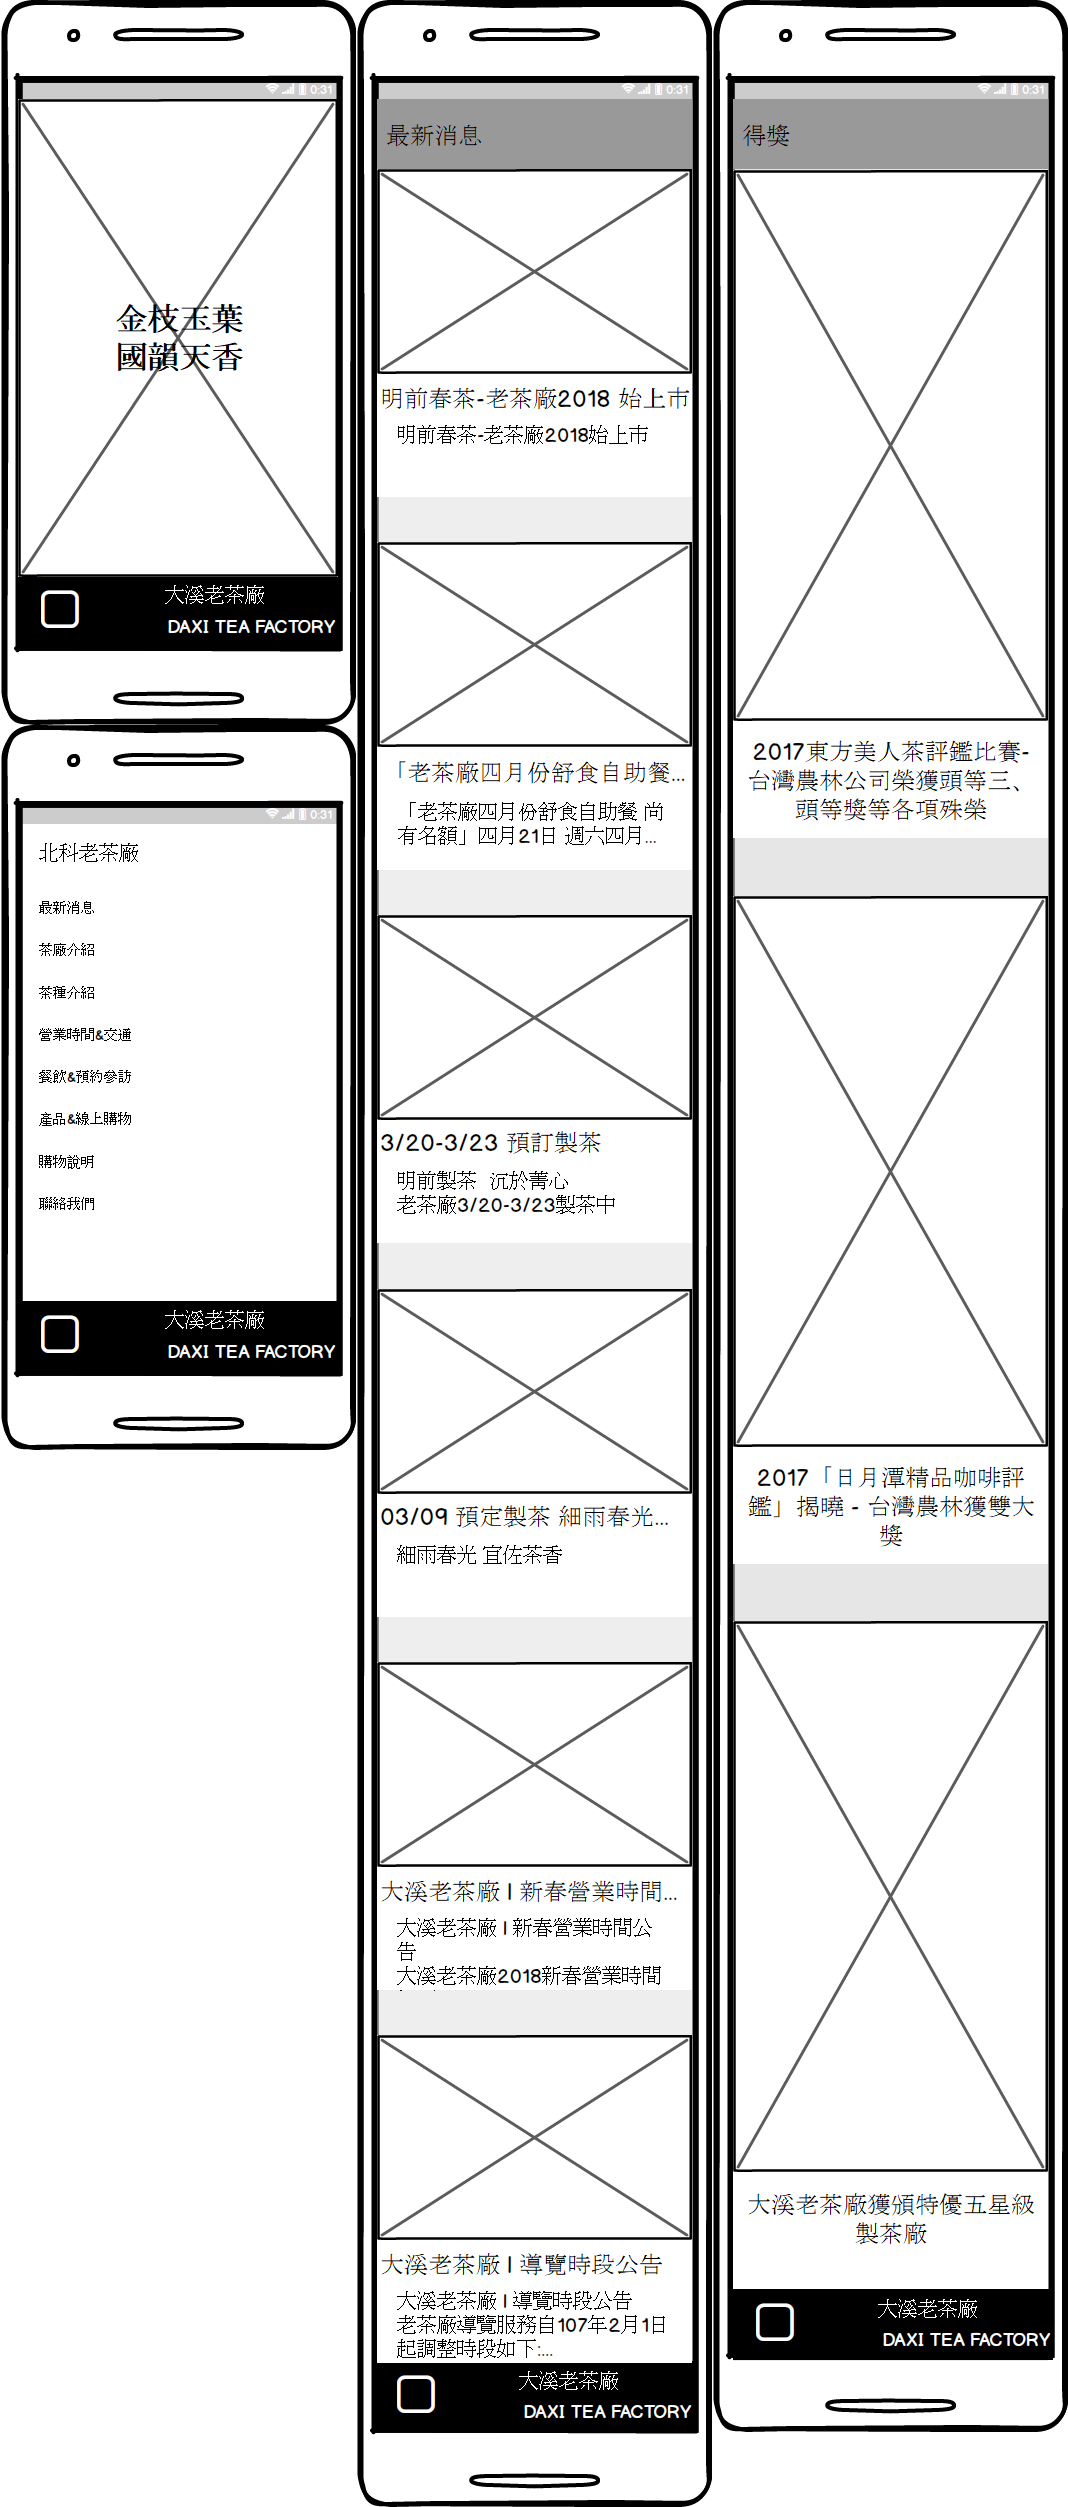 0:31
金枝玉葉
國韻天香
大溪老茶廠
DAXI TEA FACTORY
0:31
北科老茶廠
最新消息
茶廠介紹
茶種介紹
營業時間&交通
餐飲&預約參訪
產品&線上購物
購物說明
聯絡我們
大溪老茶廠
DAXI TEA FACTORY
0:31
最新消息
明前春茶-老茶廠2018 始上市
明前春茶-老茶廠2018始上市
「老茶廠四月份舒食自助餐...
「老茶廠四月份舒食自助餐 尚
有名額」四月21日 週六四月...
3/20-3/23 預訂製茶
明前製茶 沉於菁心
老茶廠3/20-3/23製茶中
03/09 預定製茶 細雨春光...
細雨春光 宜佐茶香
大溪老茶廠 l 新春營業時間...
大溪老茶廠 l 新春營業時間公
告
大溪老茶廠2018新春營業時間
大溪老茶廠 l 導覽時段公告
大溪老茶廠 l 導覽時段公告
老茶廠導覽服務自107年2月1日
起調整時段如下:...
大溪老茶廠
DAXI TEA FACTORY
0:31
得獎
2017東方美人茶評鑑比賽-
台灣農林公司榮獲頭等三、
頭等獎等各項殊榮
2017「日月潭精品咖啡評
鑑」揭曉 - 台灣農林獲雙大
獎
大溪老茶廠獲頒特優五星級
製茶廠
大溪老茶廠
DAXI TEA FACTORY